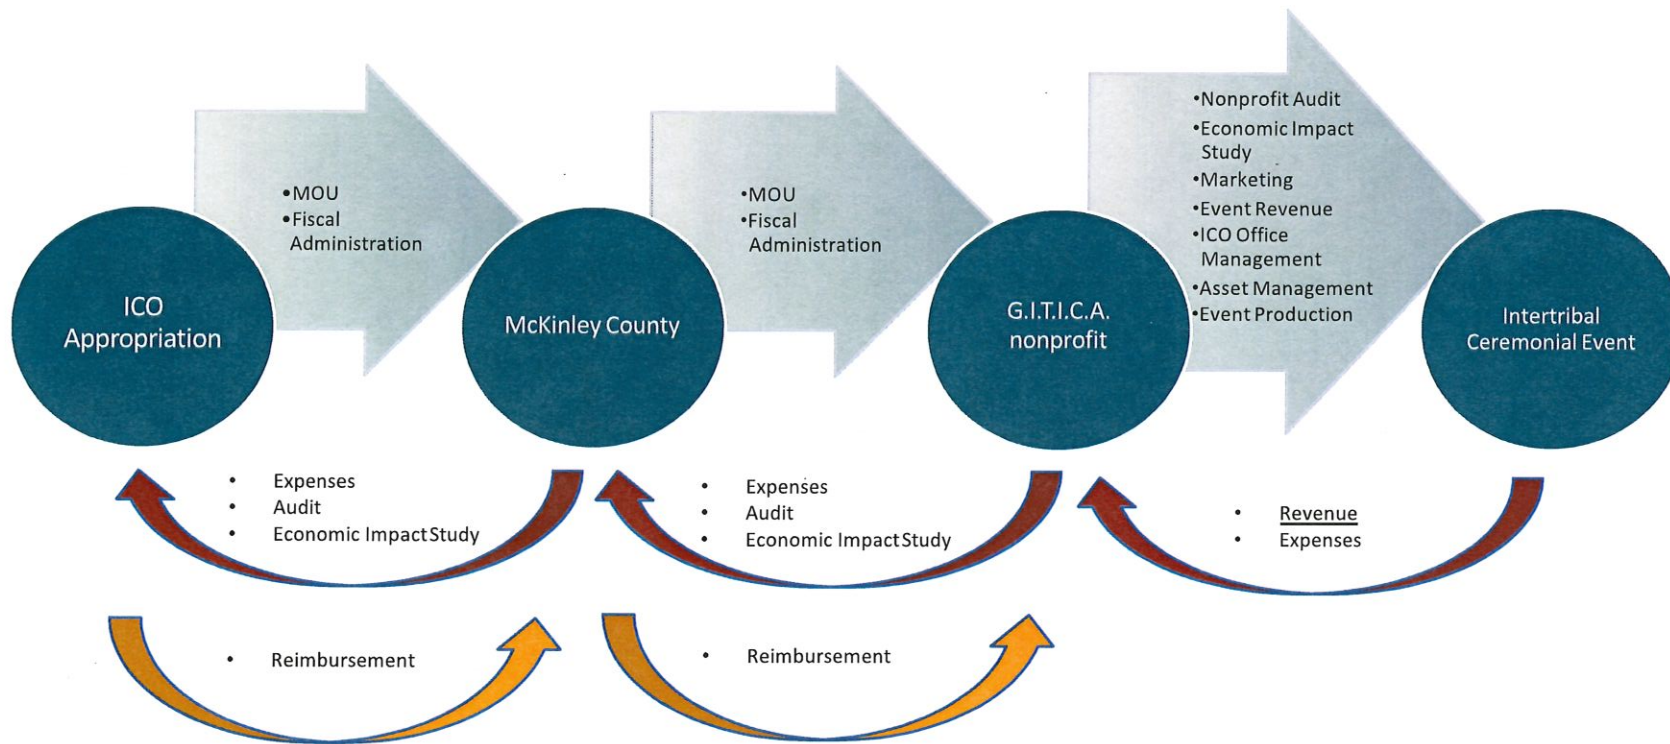 ICO
Appropriation
•MOU
•Fiscal
Administration
McKinley County
•MOU
•Fiscal
Administration
G.I.T.I.C.A.
nonprofit
•Nonprofit Audit
•Economic Impact
Study
•Marketing
•Event Revenue
•ICO Office
Management
•Asset Management
•Event Production
Intertribal
Ceremonial Event
• Expenses
• Audit
• Economic Impact Study
• Expenses
• Audit
• Economic Impact Study
• Revenue
• Expenses
• Reimbursement
• Reimbursement